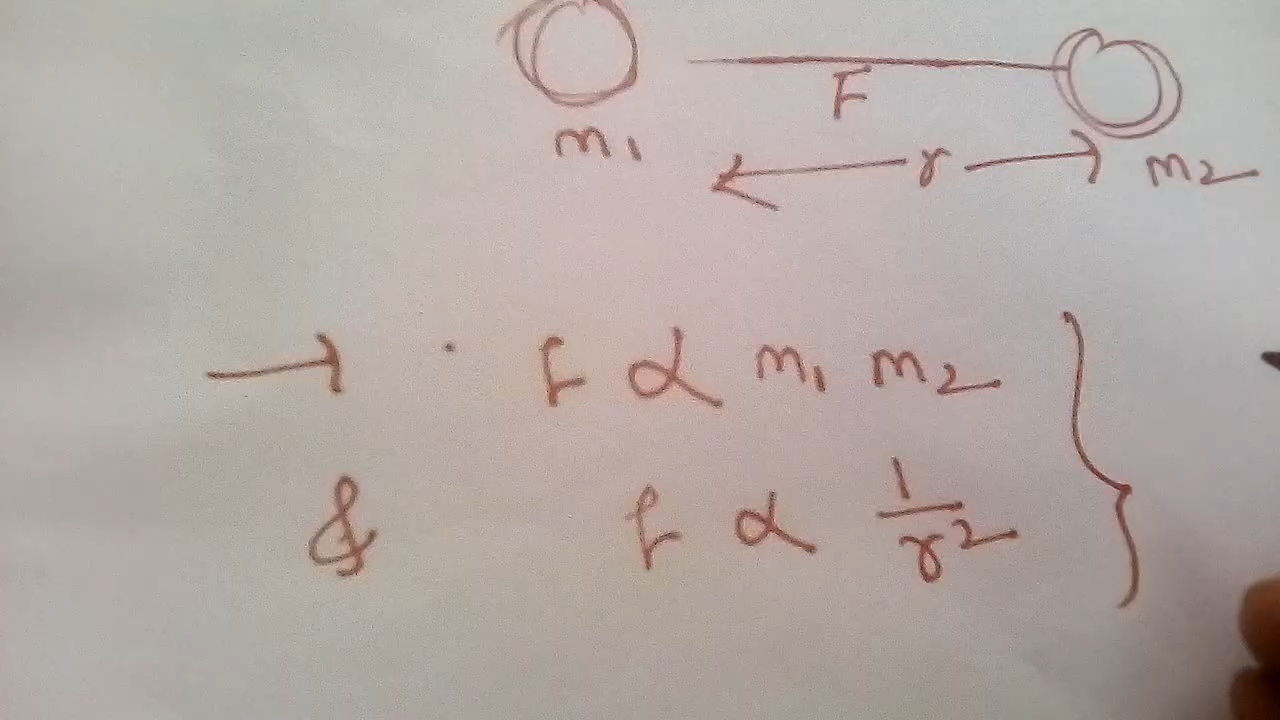 F
m₁ r m₂
→ F ∝ m₁ m₂
& F ∝ 1/r²